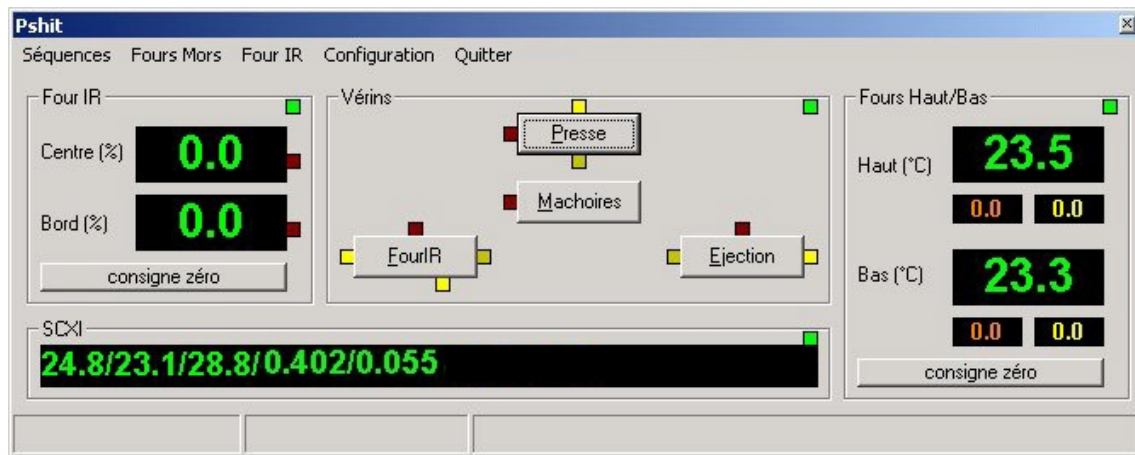 Pshit
Séquences Fours Mors Four IR Configuration Quitter
Four IR
Centre (%) 0.0
Bord (%) 0.0
consigne zéro
Vérins
Presse
Machoires
FourIR
Ejection
Fours Haut/Bas
Haut (°C) 23.5
0.0 0.0
Bas (°C) 23.3
0.0 0.0
consigne zéro
SCXI
24.8/23.1/28.8/0.402/0.055